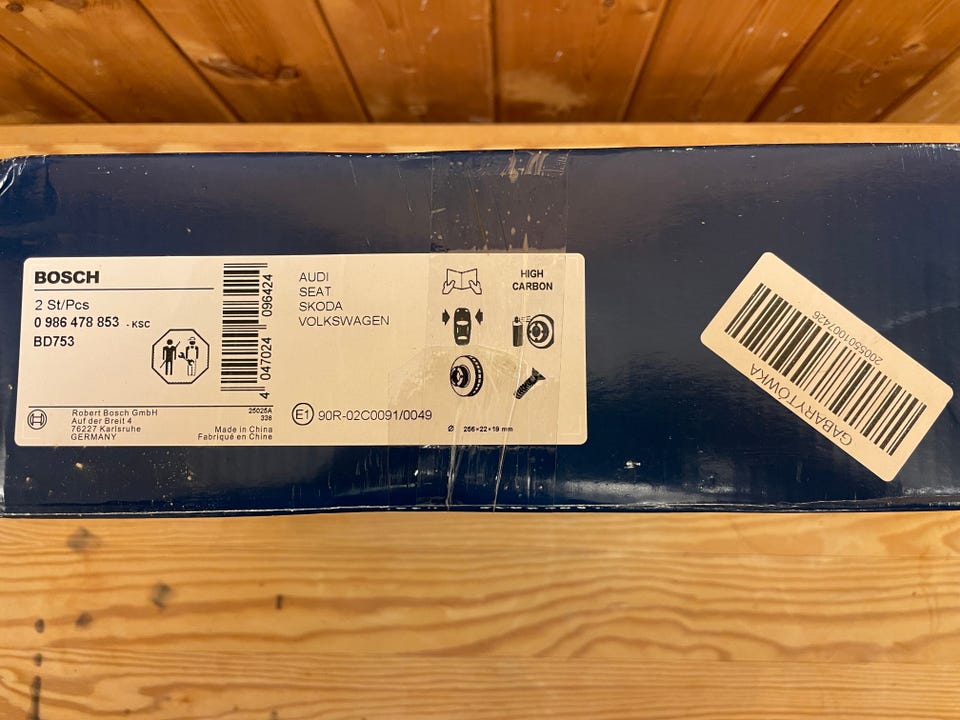 BOSCH
2 St/Pcs
0 986 478 853 - KSC
BD753
4 047024 096424
AUDI
SEAT
SKODA
VOLKSWAGEN
HIGH
CARBON
Robert Bosch GmbH
Auf der Breit 4
76227 Karlsruhe
GERMANY
25025A
338
Made in China
Fabriqué en Chine
E1 90R-02C0091/0049
Ø 256×22+19 mm
2005501007426
GABARYTÓWKA